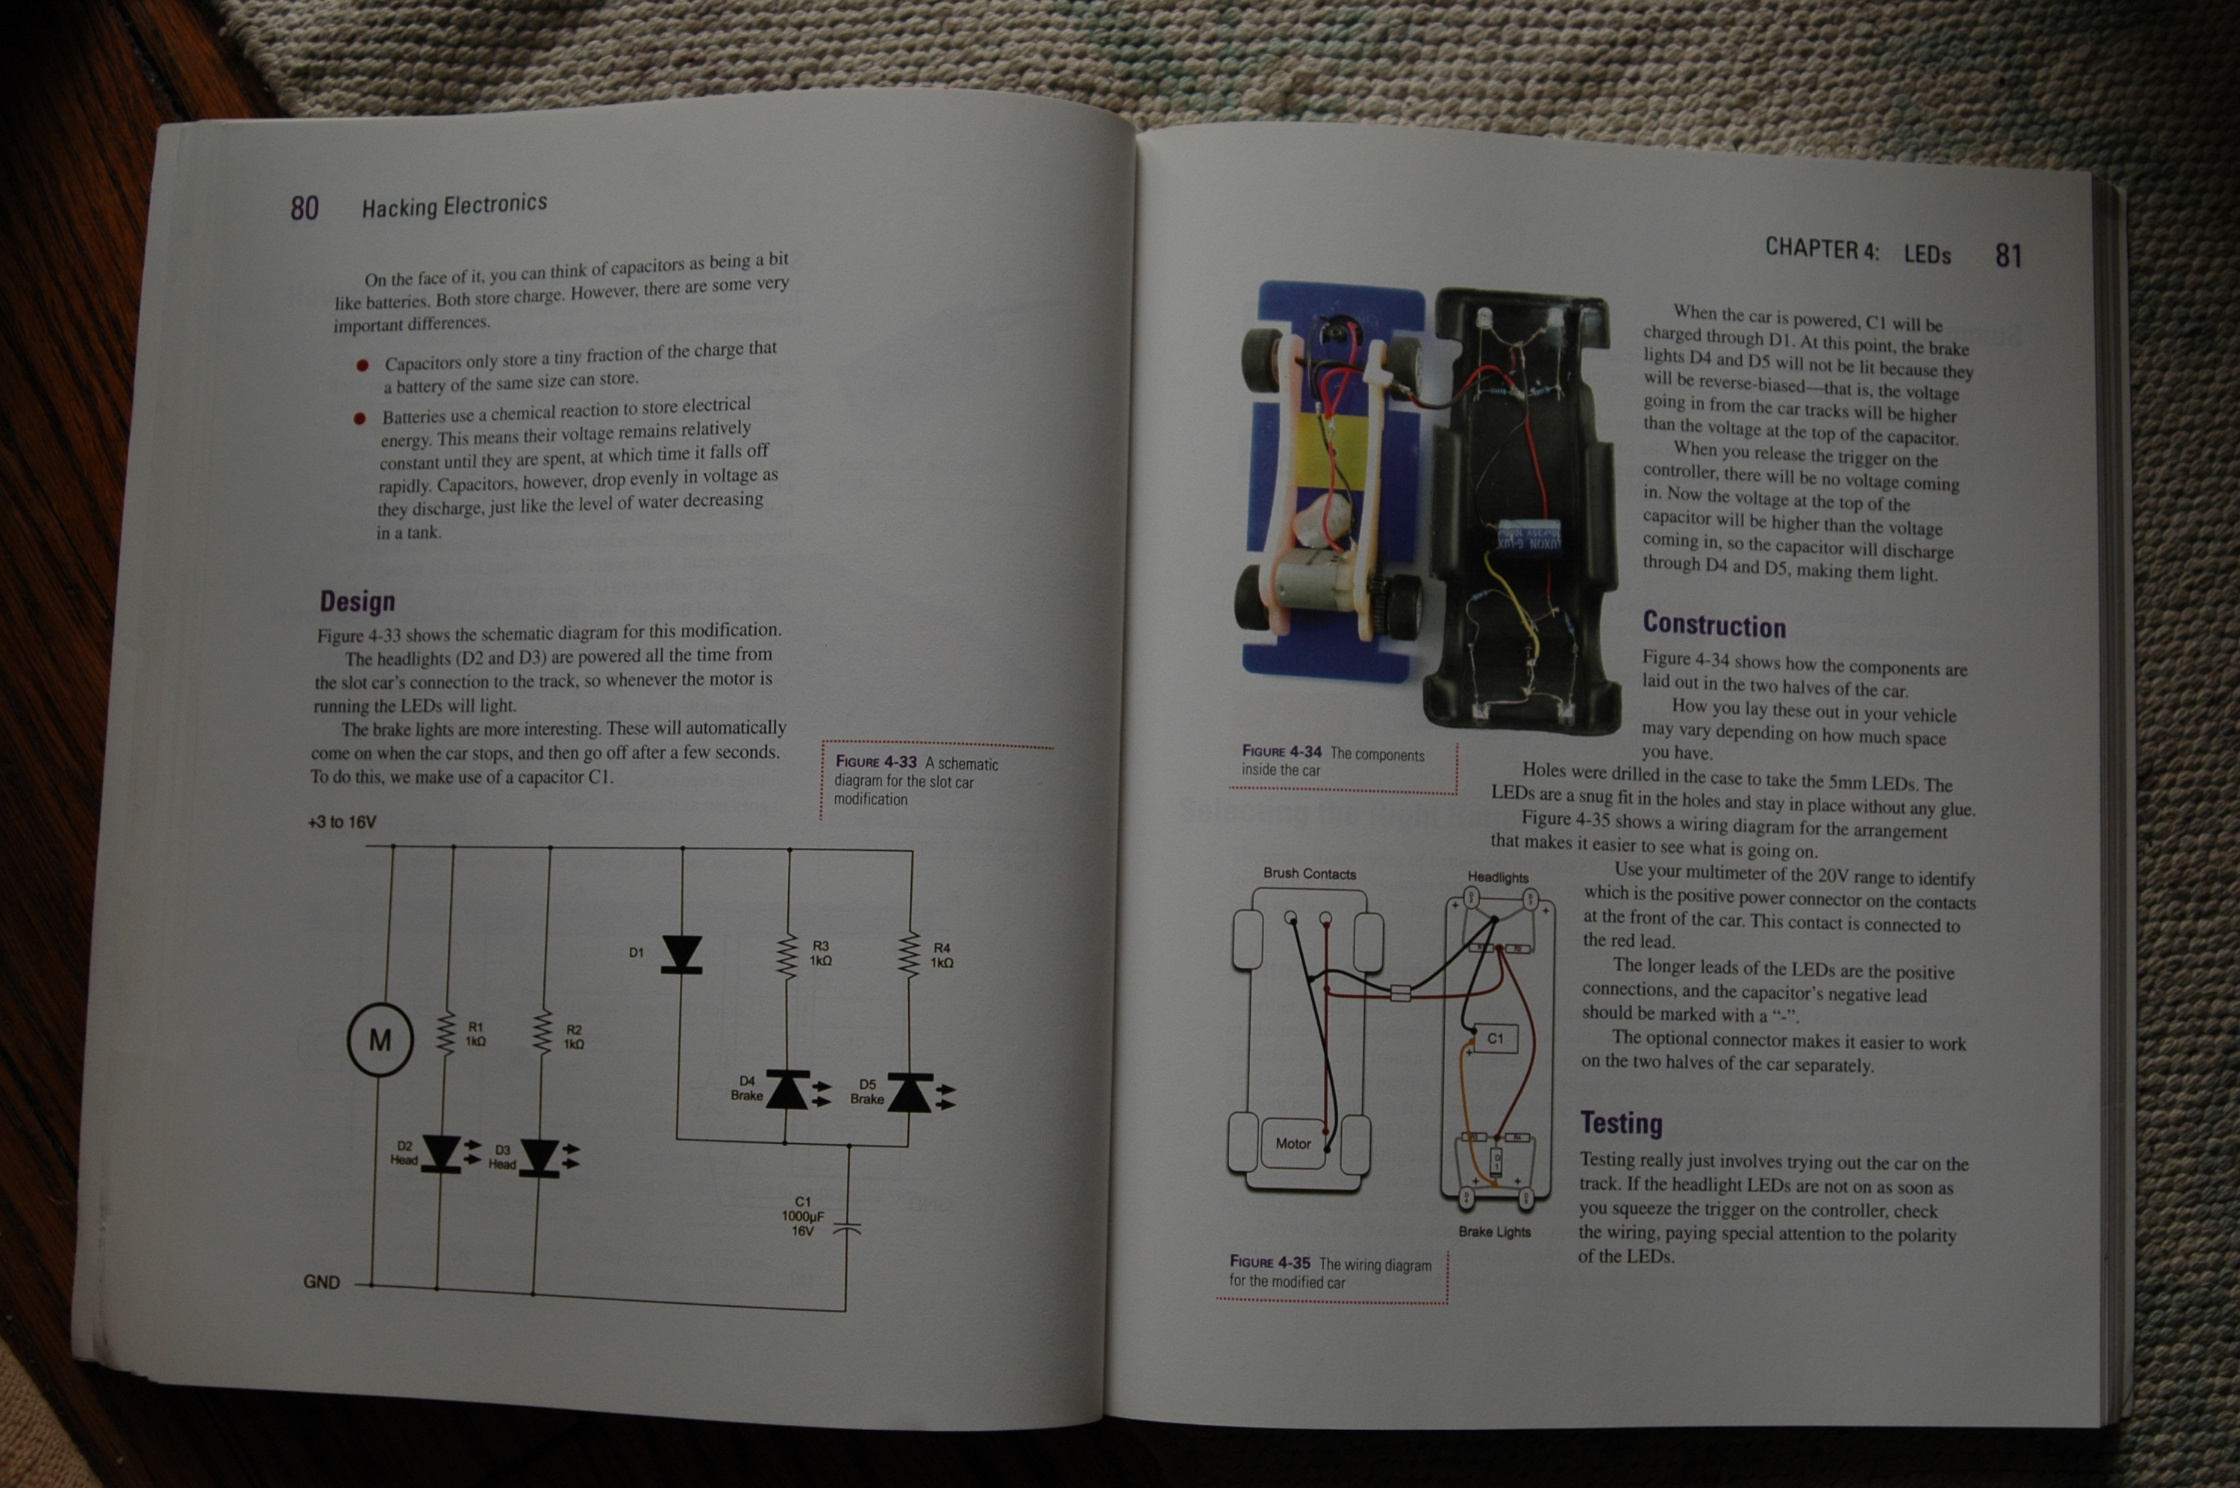 80 Hacking Electronics
On the face of it, you can think of capacitors as being a bit
like batteries. Both store charge. However, there are some very
important differences.
● Capacitors only store a tiny fraction of the charge that
a battery of the same size can store.
● Batteries use a chemical reaction to store electrical
energy. This means their voltage remains relatively
constant until they are spent, at which time it falls off
rapidly. Capacitors, however, drop evenly in voltage as
they discharge, just like the level of water decreasing
in a tank.
Design
Figure 4-33 shows the schematic diagram for this modification.
The headlights (D2 and D3) are powered all the time from
the slot car's connection to the track, so whenever the motor is
running the LEDs will light.
The brake lights are more interesting. These will automatically
come on when the car stops, and then go off after a few seconds.
To do this, we make use of a capacitor C1.
FIGURE 4-33 A schematic
diagram for the slot car
modification
+3 to 16V
M
R1
1kΩ
R2
1kΩ
D2
Head
D3
Head
D1
R3
1kΩ
R4
1kΩ
D4
Brake
D5
Brake
C1
1000µF
16V
GND
CHAPTER 4: LEDs 81
When the car is powered, C1 will be
charged through D1. At this point, the brake
lights D4 and D5 will not be lit because they
will be reverse-biased—that is, the voltage
going in from the car tracks will be higher
than the voltage at the top of the capacitor.
When you release the trigger on the
controller, there will be no voltage coming
in. Now the voltage at the top of the
capacitor will be higher than the voltage
coming in, so the capacitor will discharge
through D4 and D5, making them light.
Construction
Figure 4-34 shows how the components are
laid out in the two halves of the car.
How you lay these out in your vehicle
may vary depending on how much space
you have.
Holes were drilled in the case to take the 5mm LEDs. The
LEDs are a snug fit in the holes and stay in place without any glue.
Figure 4-35 shows a wiring diagram for the arrangement
that makes it easier to see what is going on.
Use your multimeter of the 20V range to identify
which is the positive power connector on the contacts
at the front of the car. This contact is connected to
the red lead.
The longer leads of the LEDs are the positive
connections, and the capacitor's negative lead
should be marked with a “-”.
The optional connector makes it easier to work
on the two halves of the car separately.
Testing
Testing really just involves trying out the car on the
track. If the headlight LEDs are not on as soon as
you squeeze the trigger on the controller, check
the wiring, paying special attention to the polarity
of the LEDs.
FIGURE 4-34 The components
inside the car
Brush Contacts
Headlights
+
+
C1
+
Motor
+
+
Brake Lights
FIGURE 4-35 The wiring diagram
for the modified car